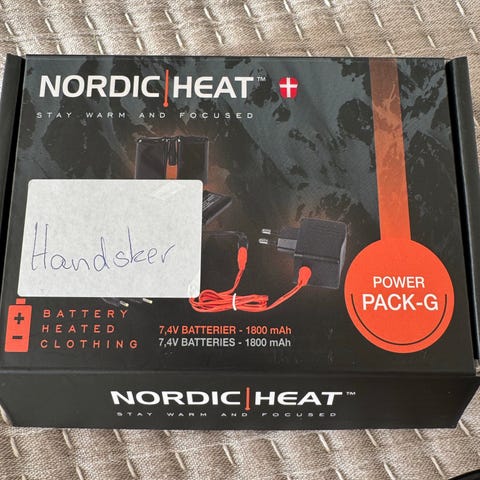 NORDIC HEAT™
STAY WARM AND FOCUSED
Handsker
POWER
PACK-G
BATTERY
HEATED
CLOTHING
7,4V BATTERIER - 1800 mAh
7,4V BATTERIES - 1800 mAh
NORDIC HEAT™
STAY WARM AND FOCUSED